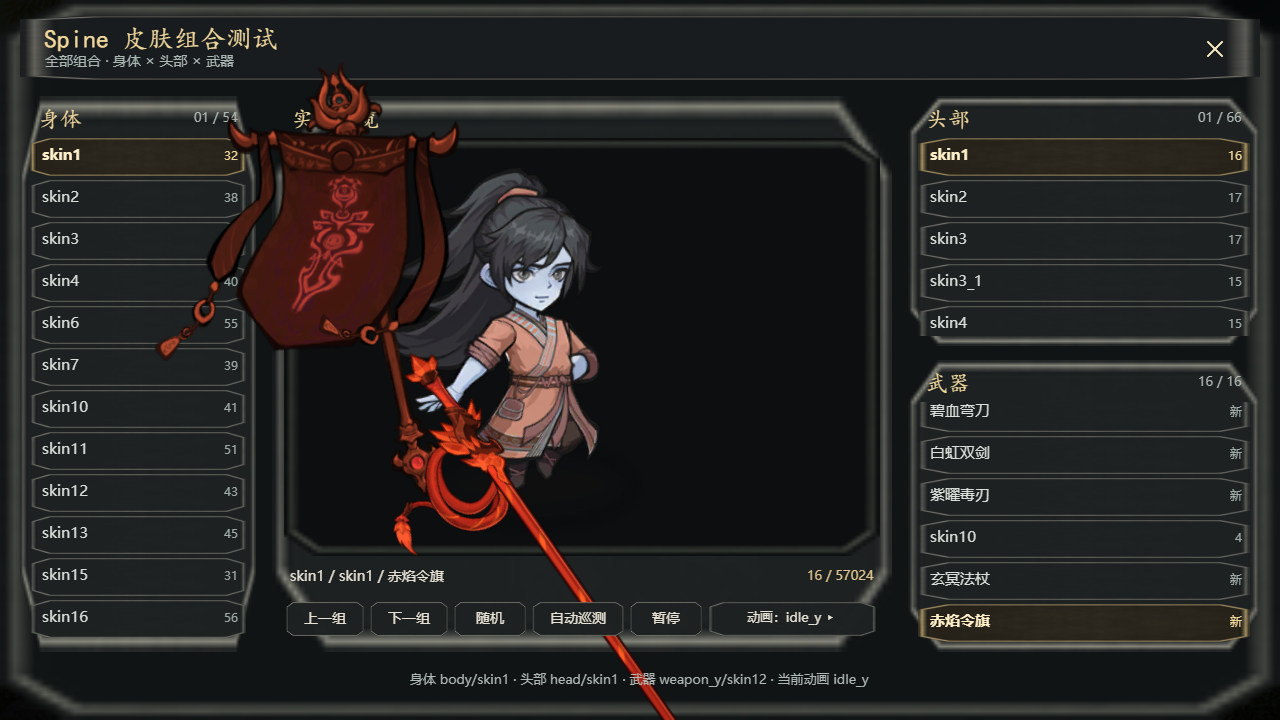 Spine 皮肤组合测试
全部组合 · 身体 × 头部 × 武器
身体 01 / 54
skin1 32
skin2 38
skin3
skin4 40
skin6 55
skin7 39
skin10 41
skin11 51
skin12 43
skin13 45
skin15 31
skin16 56
实 览
skin1 / skin1 / 赤焰令旗 16 / 57024
上一组 下一组 随机 自动巡测 暂停 动画: idle_y ▸
头部 01 / 66
skin1 16
skin2 17
skin3 17
skin3_1 15
skin4 15
武器 16 / 16
碧血弯刀 新
白虹双剑 新
紫曜毒刃 新
skin10 4
玄冥法杖 新
赤焰令旗 新
身体 body/skin1 · 头部 head/skin1 · 武器 weapon_y/skin12 · 当前动画 idle_y